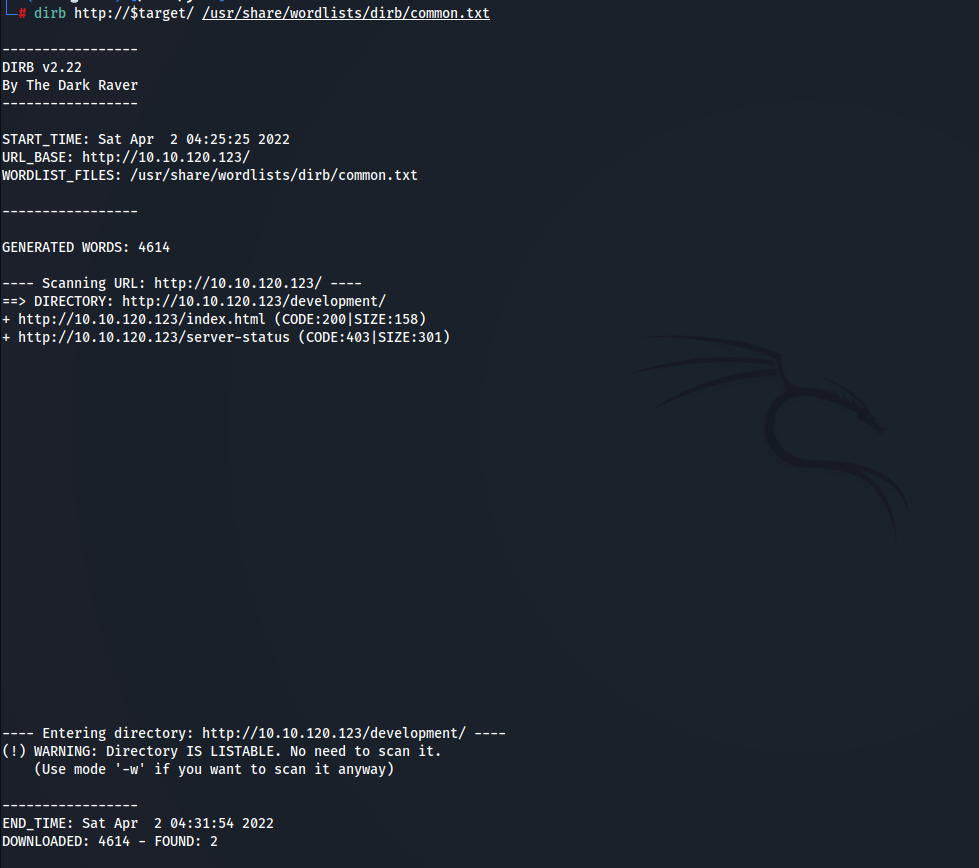 # dirb http://$target/ /usr/share/wordlists/dirb/common.txt
-----------------
DIRB v2.22
By The Dark Raver
-----------------
START_TIME: Sat Apr  2 04:25:25 2022
URL_BASE: http://10.10.120.123/
WORDLIST_FILES: /usr/share/wordlists/dirb/common.txt
-----------------
GENERATED WORDS: 4614
---- Scanning URL: http://10.10.120.123/ ----
==> DIRECTORY: http://10.10.120.123/development/
+ http://10.10.120.123/index.html (CODE:200|SIZE:158)
+ http://10.10.120.123/server-status (CODE:403|SIZE:301)
---- Entering directory: http://10.10.120.123/development/ ----
(!) WARNING: Directory IS LISTABLE. No need to scan it.
    (Use mode '-w' if you want to scan it anyway)
-----------------
END_TIME: Sat Apr  2 04:31:54 2022
DOWNLOADED: 4614 - FOUND: 2